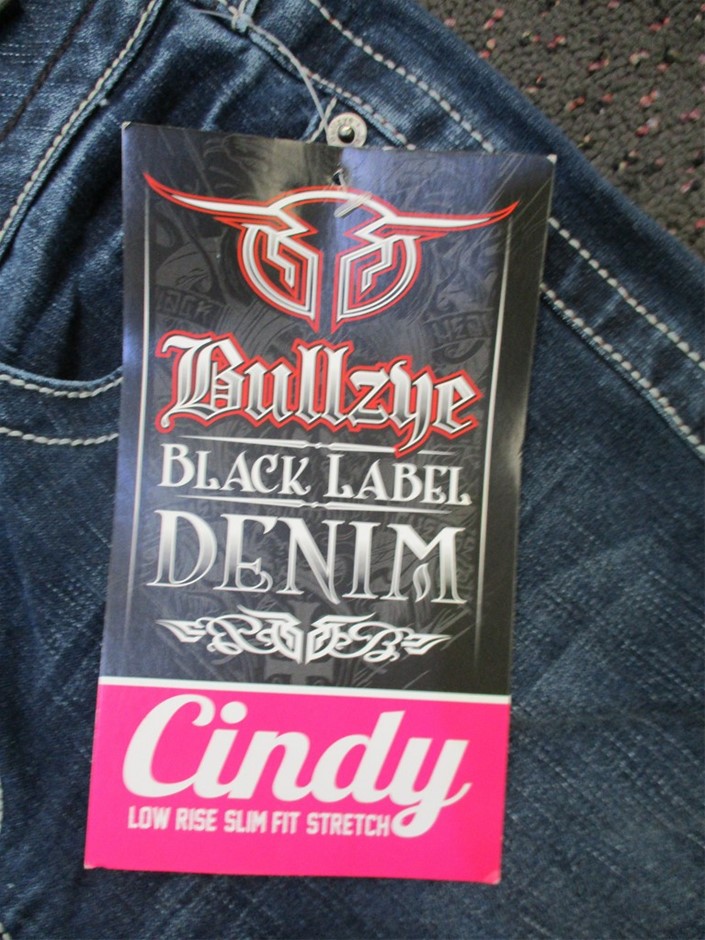 Bullzye
BLACK LABEL
DENIM
Cindy
LOW RISE SLIM FIT STRETCH